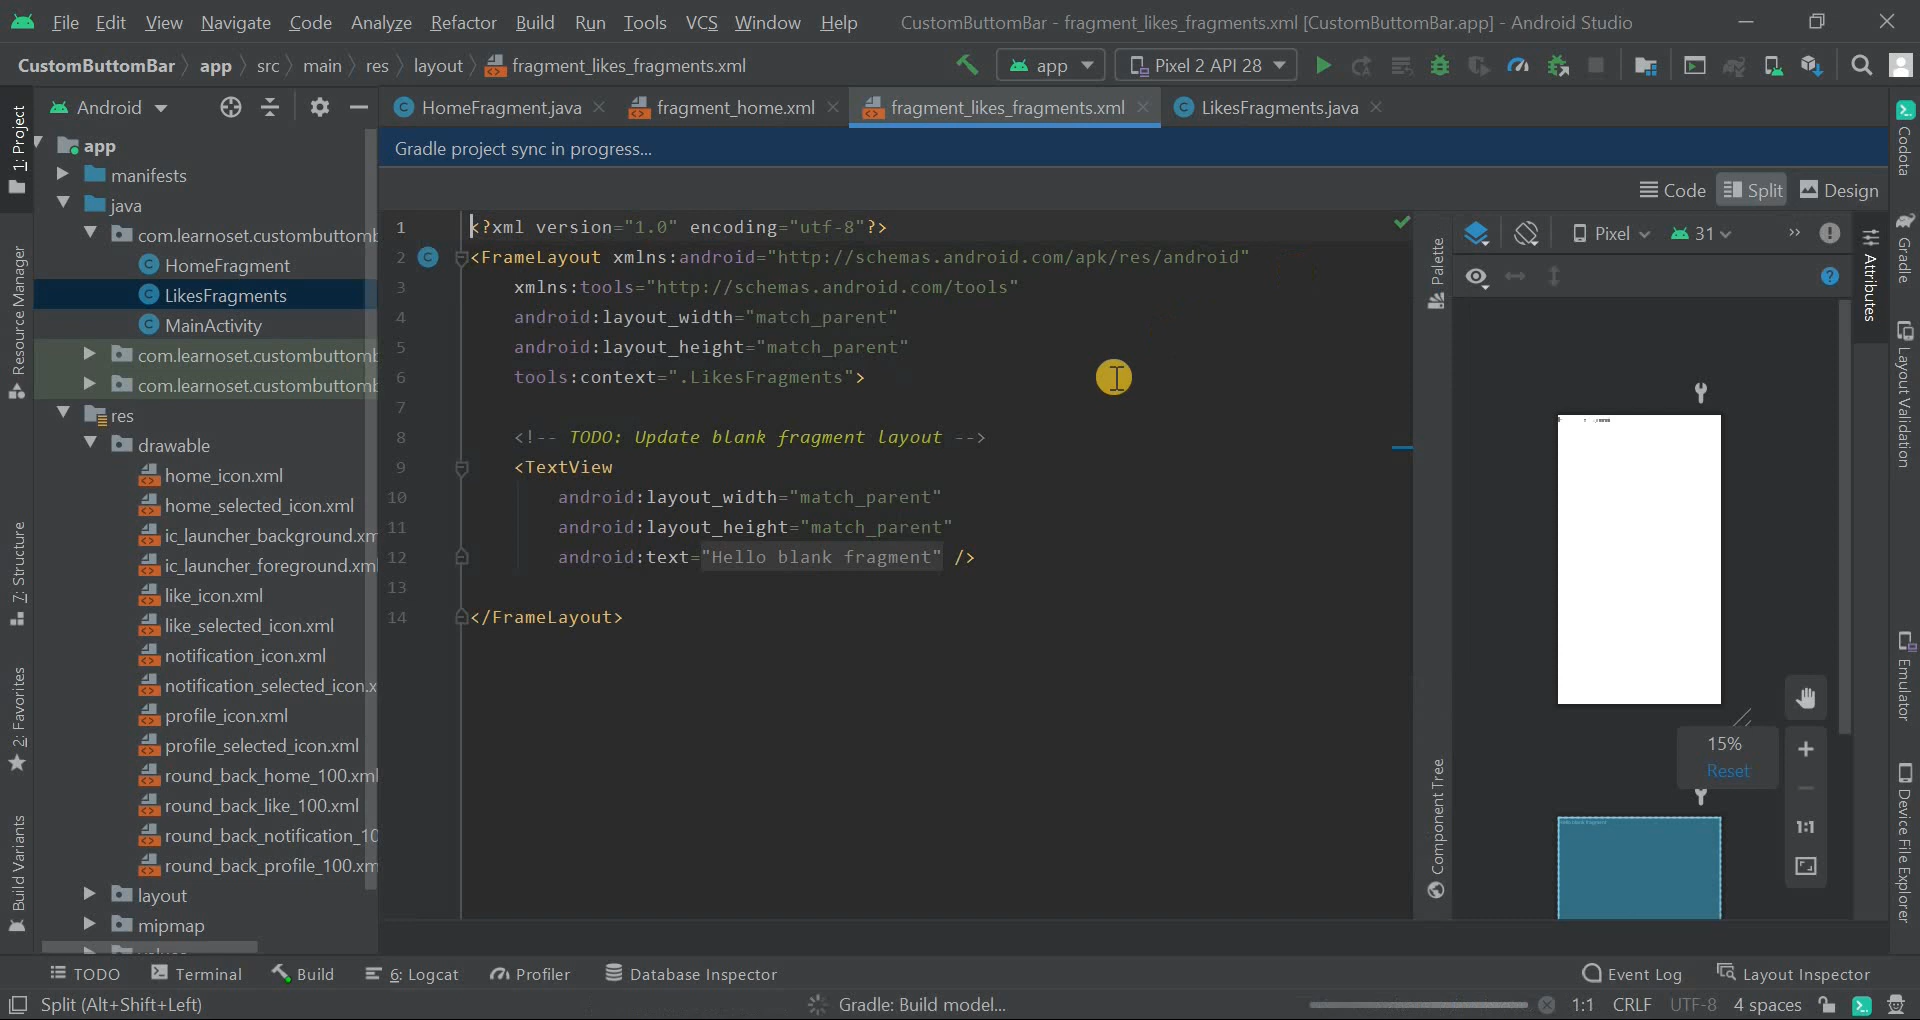 File Edit View Navigate Code Analyze Refactor Build Run Tools VCS Window Help CustomButtomBar - fragment_likes_fragments.xml [CustomButtomBar.app] - Android Studio
CustomButtomBar app src main res layout fragment_likes_fragments.xml app Pixel 2 API 28
Android HomeFragment.java fragment_home.xml fragment_likes_fragments.xml LikesFragments.java
Gradle project sync in progress...
Code Split Design
1: Project
Resource Manager
7: Structure
2: Favorites
Build Variants
app
manifests
java
com.learnoset.custombuttomb
HomeFragment
LikesFragments
MainActivity
com.learnoset.custombuttomb
com.learnoset.custombuttomb
res
drawable
home_icon.xml
home_selected_icon.xml
ic_launcher_background.xm
ic_launcher_foreground.xm
like_icon.xml
like_selected_icon.xml
notification_icon.xml
notification_selected_icon.x
profile_icon.xml
profile_selected_icon.xml
round_back_home_100.xml
round_back_like_100.xml
round_back_notification_10
round_back_profile_100.xm
layout
mipmap
1 <?xml version="1.0" encoding="utf-8"?>
2 <FrameLayout xmlns:android="http://schemas.android.com/apk/res/android"
3 xmlns:tools="http://schemas.android.com/tools"
4 android:layout_width="match_parent"
5 android:layout_height="match_parent"
6 tools:context=".LikesFragments">
7
8 <!-- TODO: Update blank fragment layout -->
9 <TextView
10 android:layout_width="match_parent"
11 android:layout_height="match_parent"
12 android:text="Hello blank fragment" />
13
14 </FrameLayout>
Palette
Component Tree
Pixel 31
15%
Reset
1:1
Attributes
Codota
Gradle
Layout Validation
Emulator
Device File Explorer
TODO Terminal Build 6: Logcat Profiler Database Inspector Event Log Layout Inspector
Split (Alt+Shift+Left) Gradle: Build model... 1:1 CRLF UTF-8 4 spaces